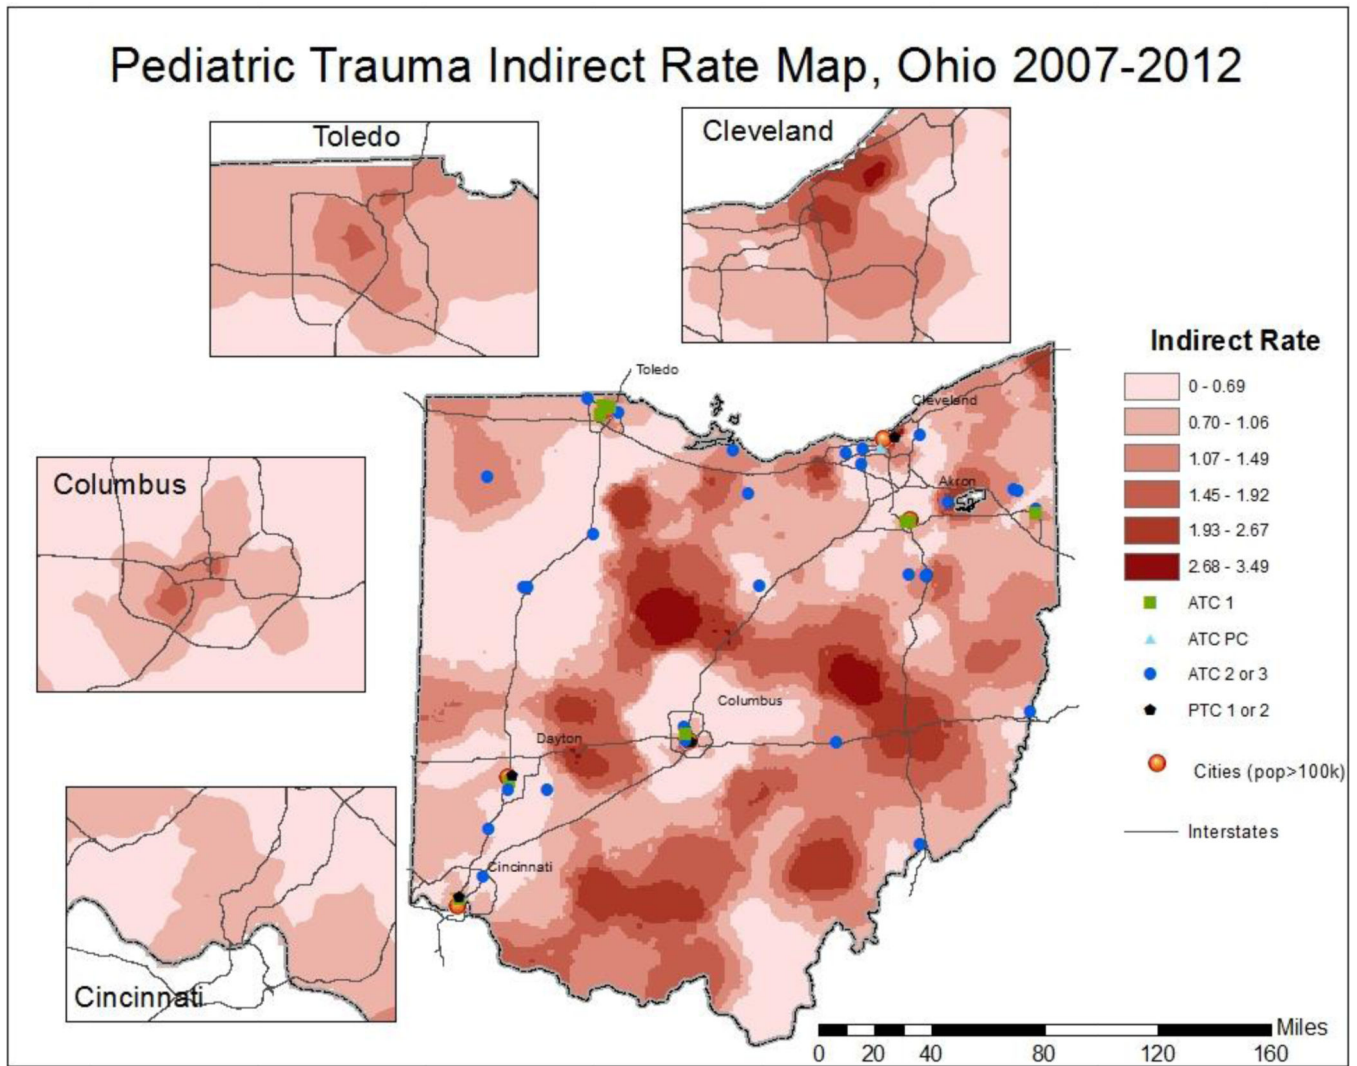 Pediatric Trauma Indirect Rate Map, Ohio 2007-2012
Toledo
Cleveland
Columbus
Cincinnati
Toledo
Cleveland
Akron
Columbus
Dayton
Cincinnati
Indirect Rate
0 - 0.69
0.70 - 1.06
1.07 - 1.49
1.45 - 1.92
1.93 - 2.67
2.68 - 3.49
ATC 1
ATC PC
ATC 2 or 3
PTC 1 or 2
Cities (pop>100k)
Interstates
Miles
0 20 40 80 120 160